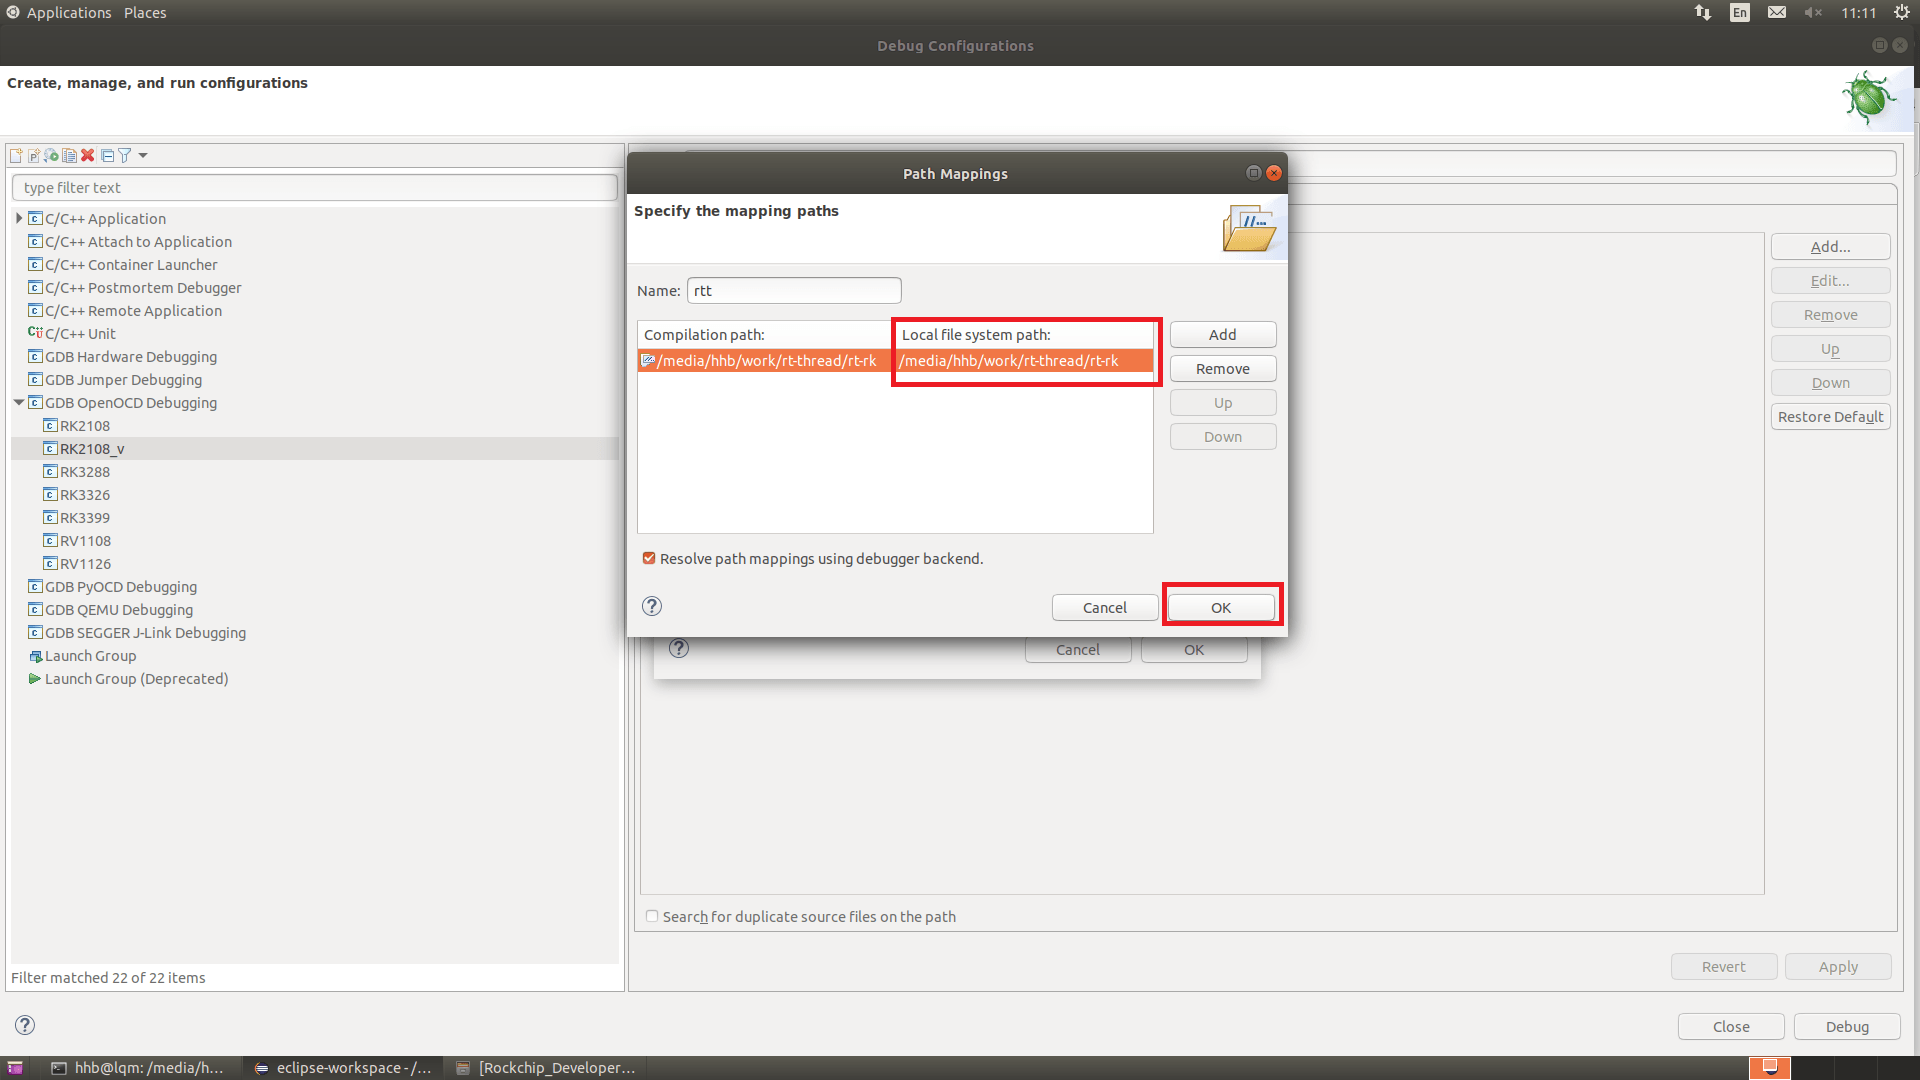 Applications Places En 11:11
Debug Configurations
Create, manage, and run configurations
type filter text
C/C++ Application
C/C++ Attach to Application
C/C++ Container Launcher
C/C++ Postmortem Debugger
C/C++ Remote Application
C/C++ Unit
GDB Hardware Debugging
GDB Jumper Debugging
GDB OpenOCD Debugging
RK2108
RK2108_v
RK3288
RK3326
RK3399
RV1108
RV1126
GDB PyOCD Debugging
GDB QEMU Debugging
GDB SEGGER J-Link Debugging
Launch Group
Launch Group (Deprecated)
Filter matched 22 of 22 items
Path Mappings
Specify the mapping paths
Name: rtt
Compilation path: Local file system path:
/media/hhb/work/rt-thread/rt-rk /media/hhb/work/rt-thread/rt-rk
Add
Remove
Up
Down
Resolve path mappings using debugger backend.
Cancel OK
Cancel OK
Add...
Edit...
Remove
Up
Down
Restore Default
Search for duplicate source files on the path
Revert Apply
Close Debug
hhb@lqm: /media/h... eclipse-workspace - /... [Rockchip_Developer...